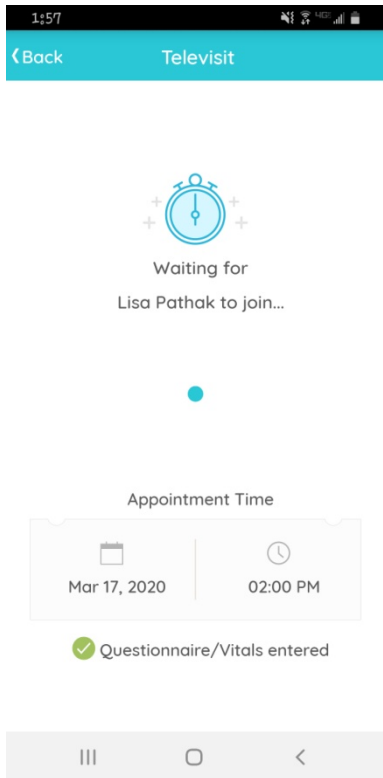 1:57
4GE
Back
Televisit
Waiting for
Lisa Pathak to join...
Appointment Time
Mar 17, 2020
02:00 PM
Questionnaire/Vitals entered